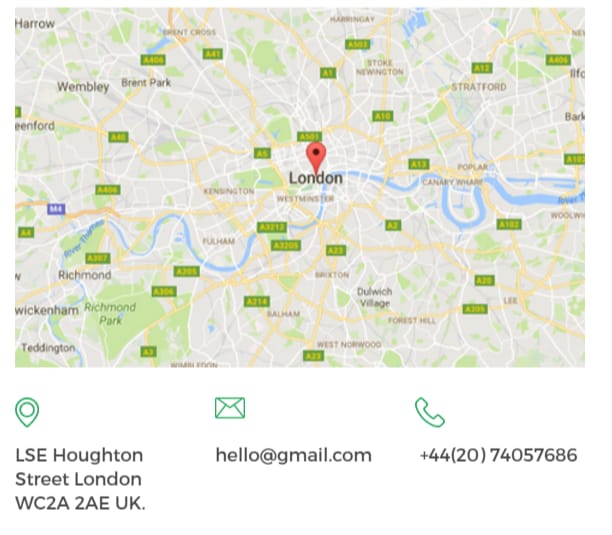 Harrow
HARRINGAY
BRENT CROSS
A503
A406
A41
A406
STOKE
NEWINGTON
A1
A12
Ilfo
Wembley
Brent Park
STRATFORD
A10
Bark
eenford
A40
A501
A5
A13
POPLAR
London
CANARY WHARF
A406
KENSINGTON
WESTMINSTER
M4
A4
A3212
A2
A102
WOOLWI
River Thames
FULHAM
A3205
A23
A307
Richmond
A205
BRIXTON
A20
A306
Dulwich
Village
LEE
wickenham
Richmond
Park
A214
BALHAM
A205
FOREST HILL
Teddington
A3
WEST NORWOOD
A23
WIMBLEDON
LSE Houghton
Street London
WC2A 2AE UK.
hello@gmail.com
+44(20) 74057686